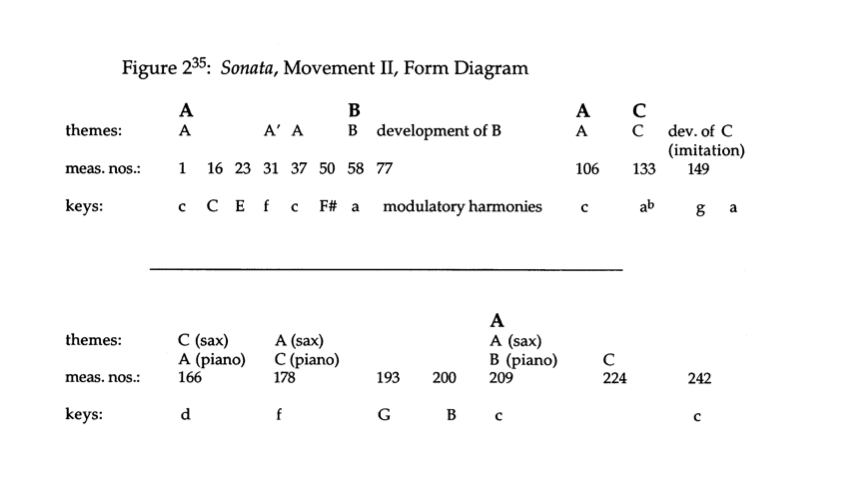 Figure 2³⁵: Sonata, Movement II, Form Diagram
A B A C
themes: A A′ A B development of B A C dev. of C
(imitation)
meas. nos.: 1 16 23 31 37 50 58 77 106 133 149
keys: c C E f c F# a modulatory harmonies c a♭ g a
A
themes: C (sax) A (sax) A (sax)
A (piano) C (piano) B (piano) C
meas. nos.: 166 178 193 200 209 224 242
keys: d f G B c c